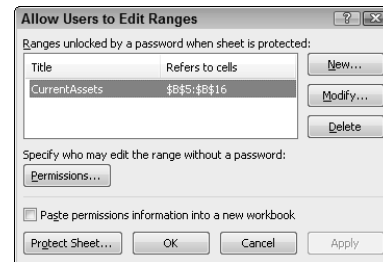 Allow Users to Edit Ranges
Ranges unlocked by a password when sheet is protected:
Title Refers to cells New...
CurrentAssets $B$5:$B$16
Modify...
Delete
Specify who may edit the range without a password:
Permissions...
Paste permissions information into a new workbook
Protect Sheet... OK Cancel Apply